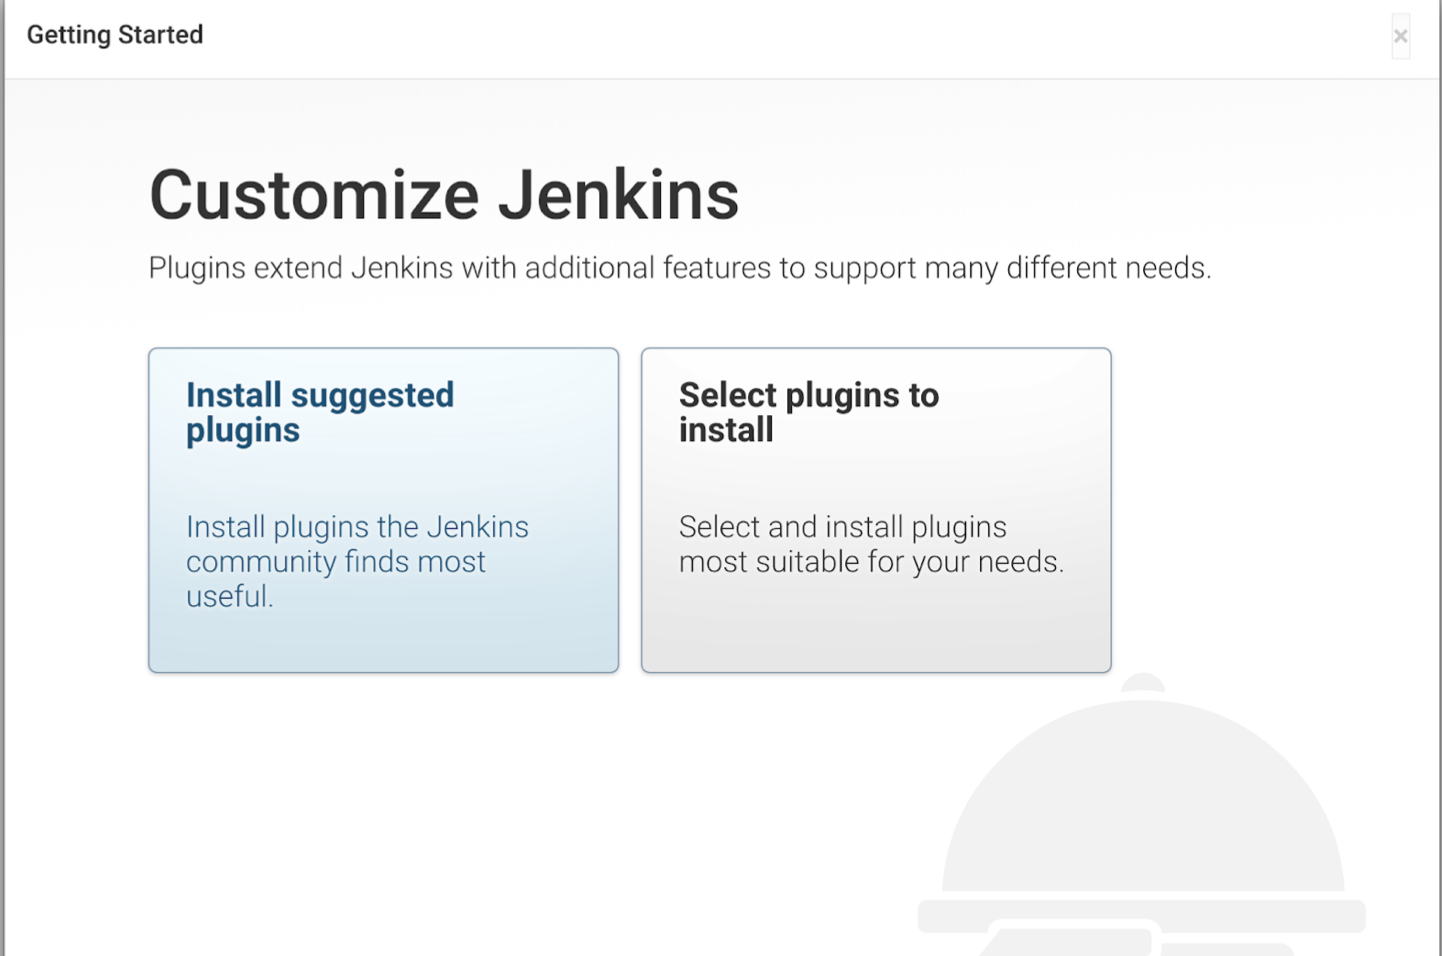 Getting Started
×
Customize Jenkins
Plugins extend Jenkins with additional features to support many different needs.
Install suggested
plugins
Install plugins the Jenkins
community finds most
useful.
Select plugins to
install
Select and install plugins
most suitable for your needs.